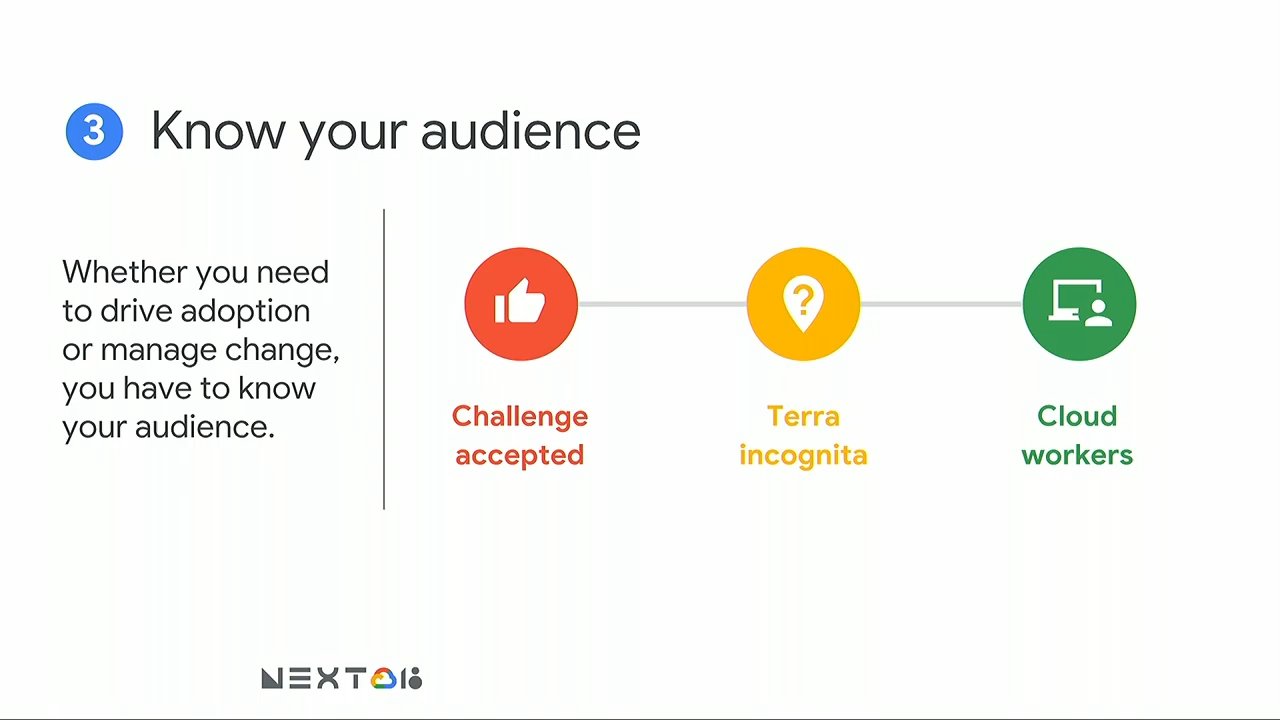 3 Know your audience
Whether you need
to drive adoption
or manage change,
you have to know
your audience.
Challenge
accepted
?
Terra
incognita
Cloud
workers
NEXT 18